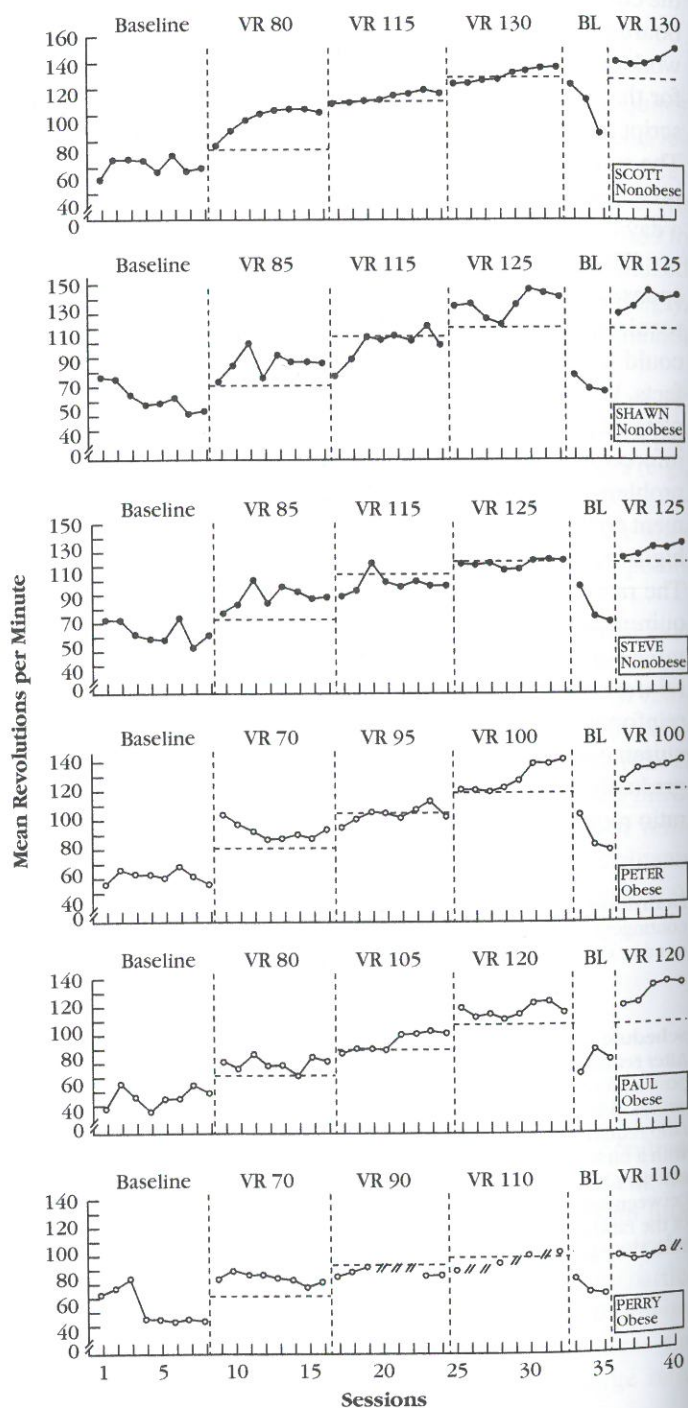 Baseline VR 80 VR 115 VR 130 BL VR 130
160
140
120
100
80
60
40
0
SCOTT
Nonobese
Baseline VR 85 VR 115 VR 125 BL VR 125
150
130
110
90
70
50
40
0
SHAWN
Nonobese
Baseline VR 85 VR 115 VR 125 BL VR 125
150
130
110
90
70
50
40
0
STEVE
Nonobese
Mean Revolutions per Minute
Baseline VR 70 VR 95 VR 100 BL VR 100
140
120
100
80
60
40
0
PETER
Obese
Baseline VR 80 VR 105 VR 120 BL VR 120
140
120
100
80
60
40
0
PAUL
Obese
Baseline VR 70 VR 90 VR 110 BL VR 110
140
120
100
80
60
40
0
PERRY
Obese
1 10 15 20 25 30 35 40
Sessions